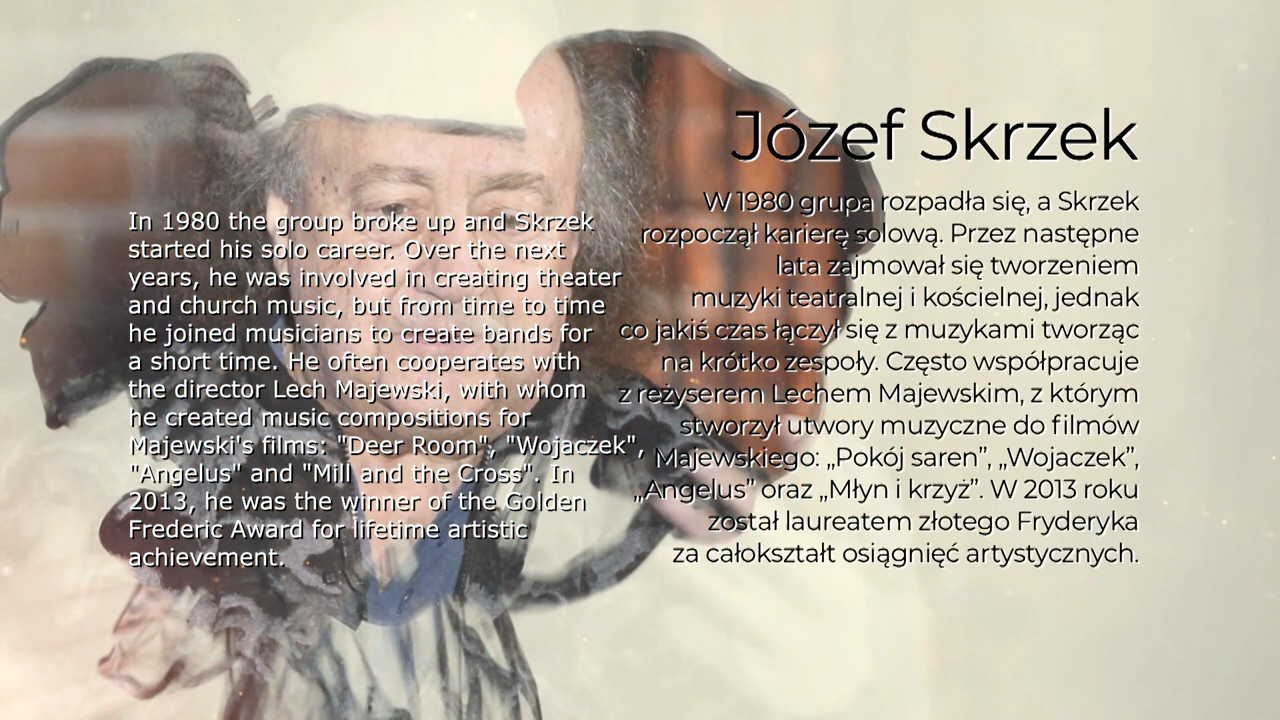 Józef Skrzek
W 1980 grupa rozpadła się, a Skrzek
rozpoczął karierę solową. Przez następne
lata zajmował się tworzeniem
muzyki teatralnej i kościelnej, jednak
co jakiś czas łączył się z muzykami tworząc
na krótko zespoły. Często współpracuje
z reżyserem Lechem Majewskim, z którym
stworzył utwory muzyczne do filmów
Majewskiego: „Pokój saren”, „Wojaczek”,
„Angelus” oraz „Młyn i krzyż”. W 2013 roku
został laureatem złotego Fryderyka
za całokształt osiągnięć artystycznych.
In 1980 the group broke up and Skrzek
started his solo career. Over the next
years, he was involved in creating theater
and church music, but from time to time
he joined musicians to create bands for
a short time. He often cooperates with
the director Lech Majewski, with whom
he created music compositions for
Majewski's films: "Deer Room", "Wojaczek",
"Angelus" and "Mill and the Cross". In
2013, he was the winner of the Golden
Frederic Award for lifetime artistic
achievement.